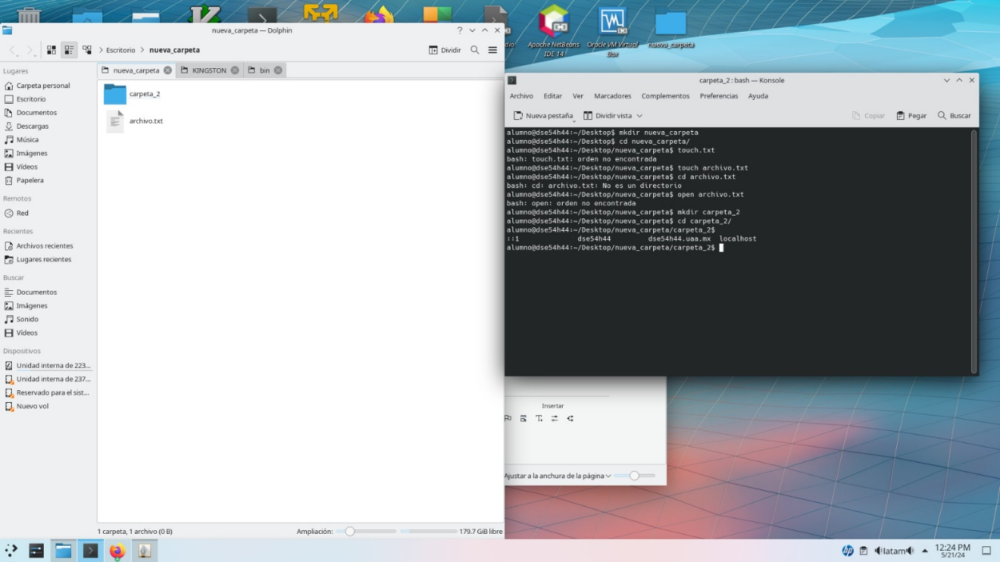 nueva_carpeta — Dolphin
Escritorio > nueva_carpeta
Dividir
Lugares
Carpeta personal
Escritorio
Documentos
Descargas
Música
Imágenes
Vídeos
Papelera
Remotos
Red
Recientes
Archivos recientes
Lugares recientes
Buscar
Documentos
Imágenes
Sonido
Vídeos
Dispositivos
Unidad interna de 223...
Unidad interna de 237...
Reservado para el sist...
Nuevo vol
nueva_carpeta
KINGSTON
bin
carpeta_2
archivo.txt
1 carpeta, 1 archivo (0 B)
Ampliación:
179.7 GiB libre
dio
Apache NetBeans
IDE 14
Oracle VM Virtual
Box
nueva_carpeta
carpeta_2 : bash — Konsole
Archivo Editar Ver Marcadores Complementos Preferencias Ayuda
Nueva pestaña Dividir vista Copiar Pegar Buscar
alumno@dse54h44:~/Desktop$ mkdir nueva_carpeta
alumno@dse54h44:~/Desktop$ cd nueva_carpeta/
alumno@dse54h44:~/Desktop/nueva_carpeta$ touch.txt
bash: touch.txt: orden no encontrada
alumno@dse54h44:~/Desktop/nueva_carpeta$ touch archivo.txt
alumno@dse54h44:~/Desktop/nueva_carpeta$ cd archivo.txt
bash: cd: archivo.txt: No es un directorio
alumno@dse54h44:~/Desktop/nueva_carpeta$ open archivo.txt
bash: open: orden no encontrada
alumno@dse54h44:~/Desktop/nueva_carpeta$ mkdir carpeta_2
alumno@dse54h44:~/Desktop/nueva_carpeta$ cd carpeta_2/
alumno@dse54h44:~/Desktop/nueva_carpeta/carpeta_2$
::1 dse54h44 dse54h44.uaa.mx localhost
alumno@dse54h44:~/Desktop/nueva_carpeta/carpeta_2$
Insertar
Ajustar a la anchura de la página
hp
latam
12:24 PM
5/21/24